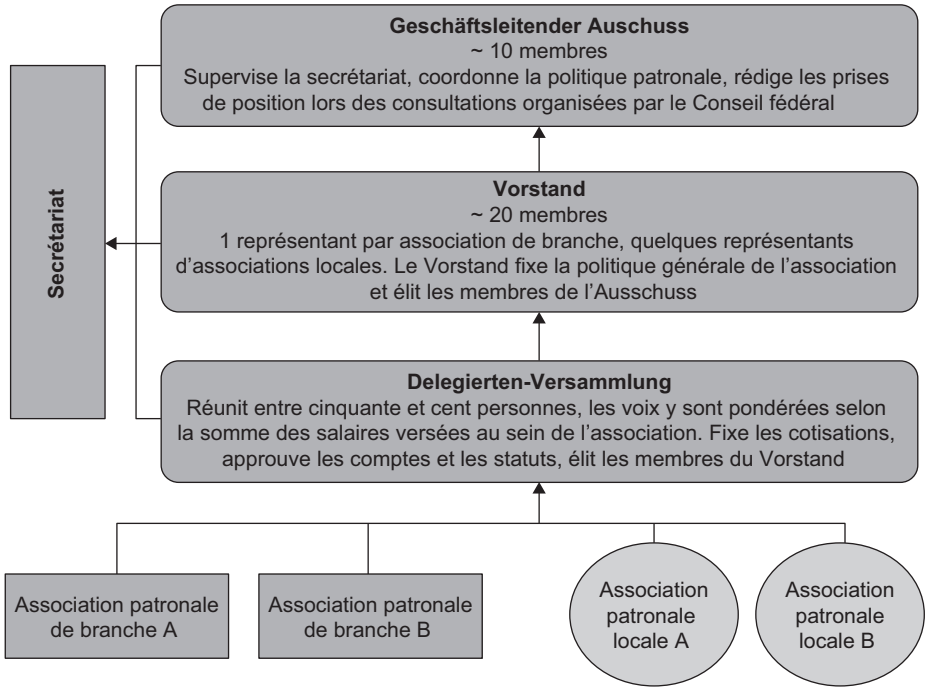 Geschäftsleitender Auschuss
~ 10 membres
Supervise la secrétariat, coordonne la politique patronale, rédige les prises
de position lors des consultations organisées par le Conseil fédéral
Secrétariat
Vorstand
~ 20 membres
1 représentant par association de branche, quelques représentants
d’associations locales. Le Vorstand fixe la politique générale de l’association
et élit les membres de l’Ausschuss
Delegierten-Versammlung
Réunit entre cinquante et cent personnes, les voix y sont pondérées selon
la somme des salaires versées au sein de l’association. Fixe les cotisations,
approuve les comptes et les statuts, élit les membres du Vorstand
Association patronale
de branche A
Association patronale
de branche B
Association
patronale
locale A
Association
patronale
locale B